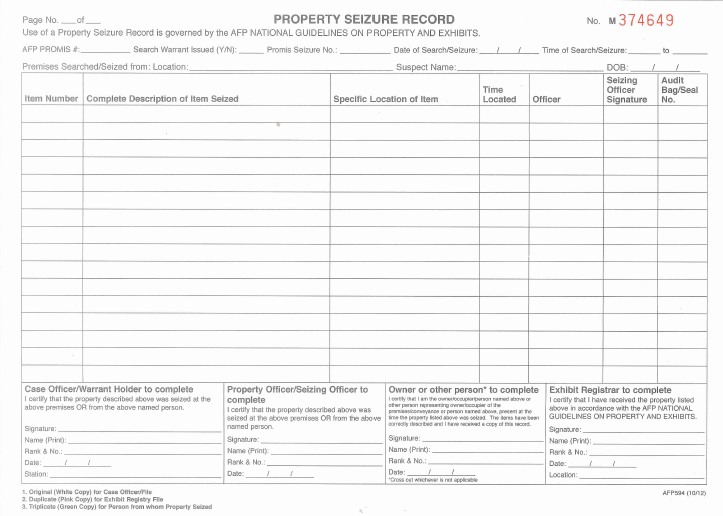 Page No. ___ of ___ PROPERTY SEIZURE RECORD No. M 374649
Use of a Property Seizure Record is governed by the AFP NATIONAL GUIDELINES ON PROPERTY AND EXHIBITS.
AFP PROMIS #: Search Warrant Issued (Y/N): Promis Seizure No.: Date of Search/Seizure: / / Time of Search/Seizure: to
Premises Searched/Seized from: Location: Suspect Name: DOB: / /
Item Number Complete Description of Item Seized Specific Location of Item Time Located Officer Seizing Officer Signature Audit Bag/Seal No.
Case Officer/Warrant Holder to complete
I certify that the property described above was seized at the
above premises OR from the above named person.
Signature:
Name (Print):
Rank & No.:
Date: / /
Station:
Property Officer/Seizing Officer to
complete
I certify that the property described above was
seized at the above premises OR from the above
named person.
Signature:
Name (Print):
Rank & No.:
Date: / /
Owner or other person* to complete
I certify that I am the owner/occupier/person named above or
other person representing owner/occupier of the
premises/conveyance or person named above, present at the
time the property listed above was seized. The items have been
correctly described and I have received a copy of this record.
Signature:
Name (Print):
Rank & No.:
Date: / /
*Cross out whichever is not applicable
Exhibit Registrar to complete
I certify that I have received the property listed
above in accordance with the AFP NATIONAL
GUIDELINES ON PROPERTY AND EXHIBITS.
Signature:
Name (Print):
Rank & No.:
Date: / /
Location:
1. Original (White Copy) for Case Officer/File
2. Duplicate (Pink Copy) for Exhibit Registry File
3. Triplicate (Green Copy) for Person from whom Property Seized
AFP594 (10/12)